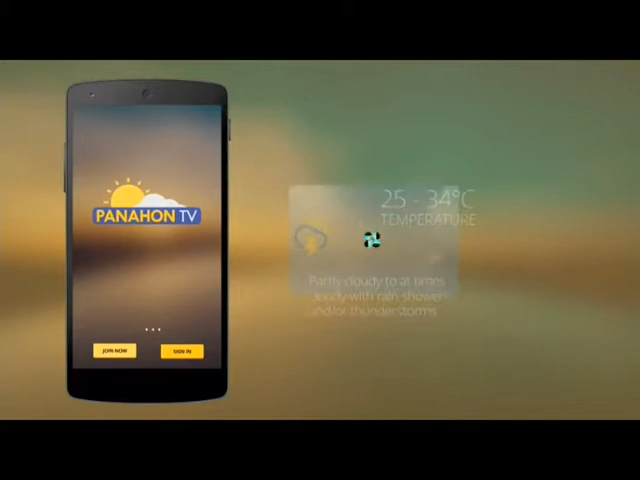 PANAHON TV
JOIN NOW
SIGN IN
25 - 34°C
TEMPERATURE
Partly cloudy to at times
cloudy with rain showers
and/or thunderstorms